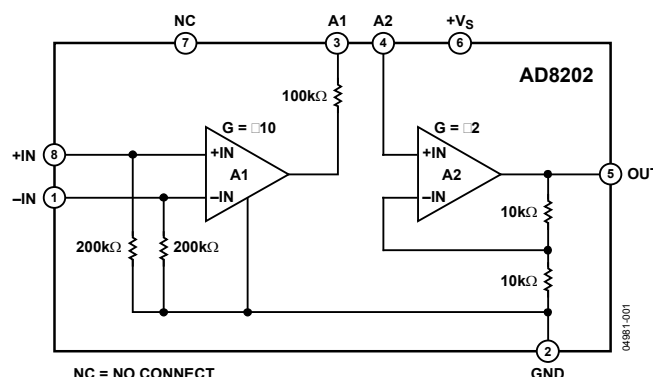 NC
A1
A2
+VS
7
3
4
6
AD8202
100kΩ
G = □10
G = □2
+IN
8
+IN
+IN
A1
A2
5
OUT
–IN
1
–IN
–IN
10kΩ
200kΩ
200kΩ
10kΩ
2
NC = NO CONNECT
GND
04981-001